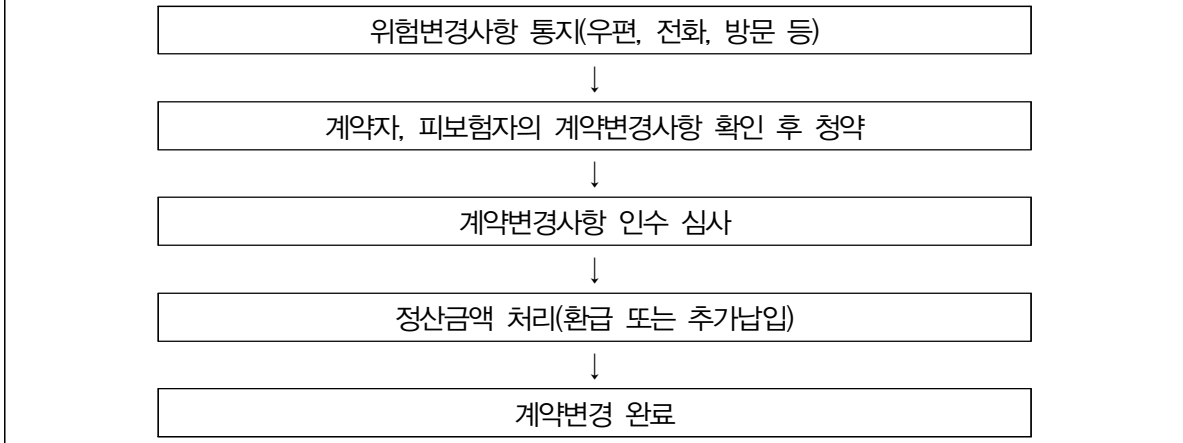 위험변경사항 통지(우편, 전화, 방문 등)
↓
계약자, 피보험자의 계약변경사항 확인 후 청약
↓
계약변경사항 인수 심사
↓
정산금액 처리(환급 또는 추가납입)
↓
계약변경 완료